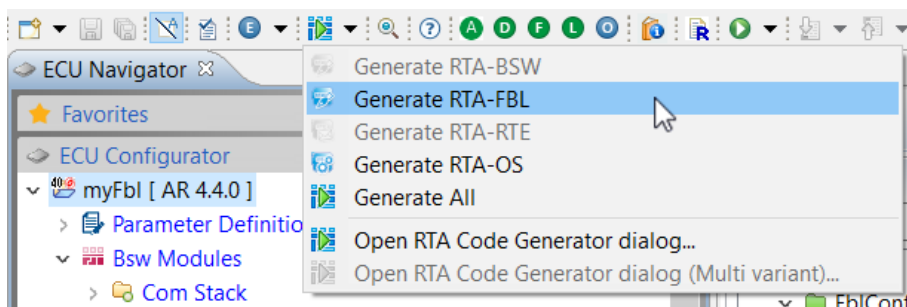 E
A D F L O
R
ECU Navigator
Generate RTA-BSW
Favorites
Generate RTA-FBL
Generate RTA-RTE
ECU Configurator
Generate RTA-OS
myFbl [ AR 4.4.0 ]
Generate All
Parameter Definitio
Open RTA Code Generator dialog...
Bsw Modules
Open RTA Code Generator dialog (Multi variant)...
Com Stack
FblCont